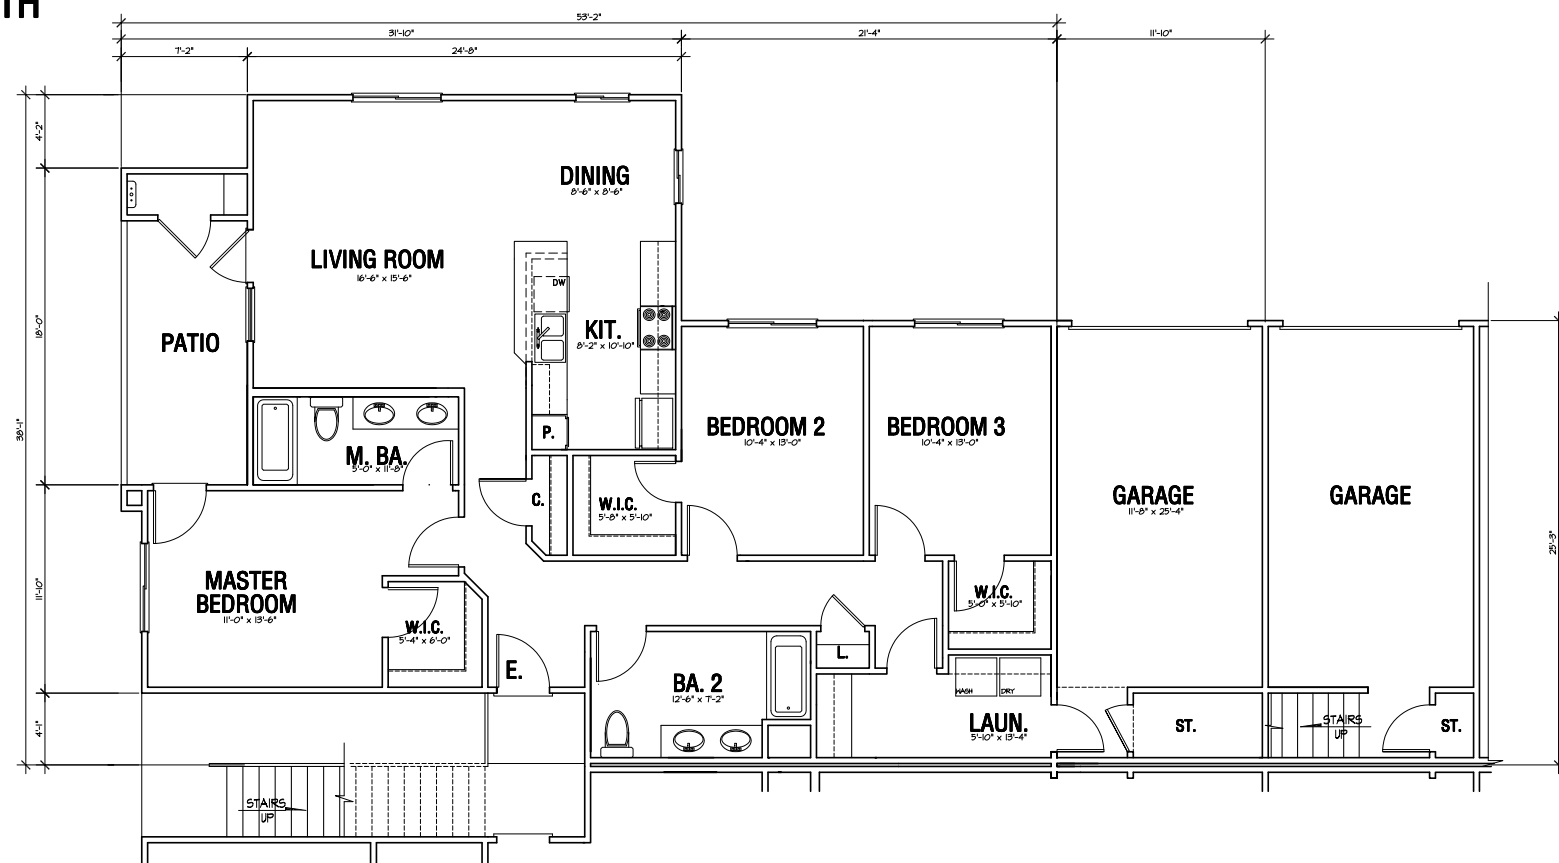 TH
53'-2"
31'-10"
21'-4"
11'-10"
7'-2"
24'-8"
4'-2"
18'-0"
38'-1"
11'-10"
4'-1"
25'-3"
DINING
8'-6" x 8'-6"
LIVING ROOM
16'-6" x 15'-6"
DW
KIT.
8'-2" x 10'-10"
PATIO
P.
BEDROOM 2
10'-4" x 13'-0"
BEDROOM 3
10'-4" x 13'-0"
M. BA.
5'-0" x 11'-8"
C.
W.I.C.
5'-8" x 5'-10"
GARAGE
11'-8" x 25'-4"
GARAGE
MASTER
BEDROOM
11'-0" x 13'-6"
W.I.C.
5'-4" x 6'-0"
W.I.C.
5'-0" x 5'-10"
E.
L.
BA. 2
12'-6" x 7'-2"
WASH
DRY
LAUN.
5'-10" x 13'-4"
ST.
STAIRS
UP
ST.
STAIRS
UP